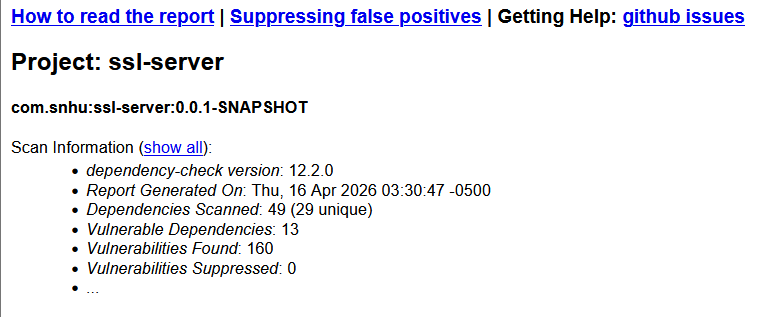 How to read the report | Suppressing false positives | Getting Help: github issues
Project: ssl-server
com.snhu:ssl-server:0.0.1-SNAPSHOT
Scan Information (show all):
• dependency-check version: 12.2.0
• Report Generated On: Thu, 16 Apr 2026 03:30:47 -0500
• Dependencies Scanned: 49 (29 unique)
• Vulnerable Dependencies: 13
• Vulnerabilities Found: 160
• Vulnerabilities Suppressed: 0
• ...